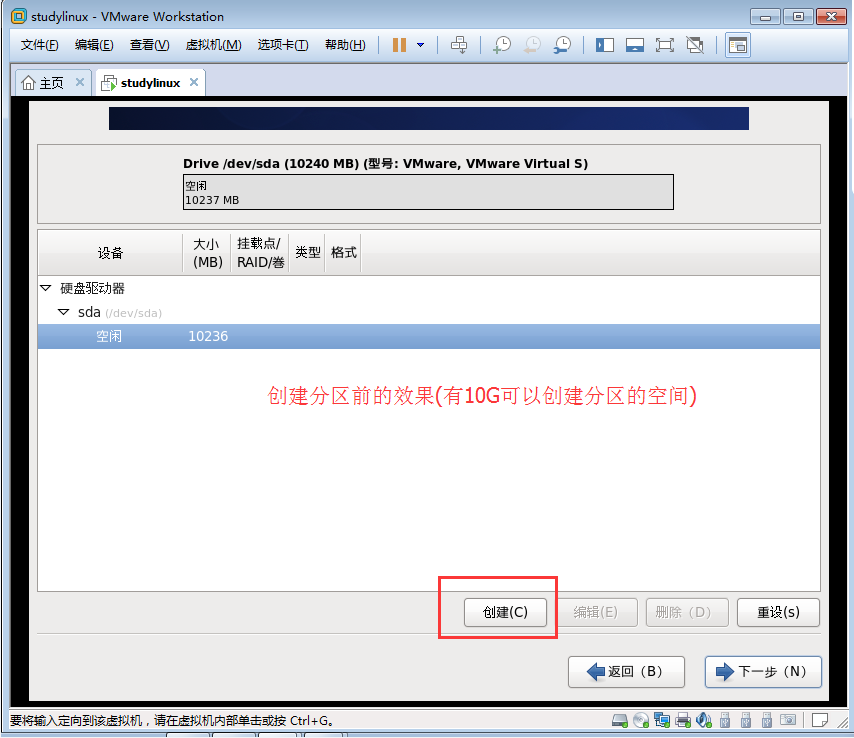 studylinux - VMware Workstation
文件(F) 编辑(E) 查看(V) 虚拟机(M) 选项卡(T) 帮助(H)
主页 studylinux
Drive /dev/sda (10240 MB) (型号: VMware, VMware Virtual S)
空闲
10237 MB
设备 大小 (MB) 挂载点/ RAID/卷 类型 格式
硬盘驱动器
sda (/dev/sda)
空闲 10236
创建分区前的效果(有10G可以创建分区的空间)
创建(C) 编辑(E) 删除（D） 重设(s)
返回（B） 下一步（N）
要将输入定向到该虚拟机，请在虚拟机内部单击或按 Ctrl+G。